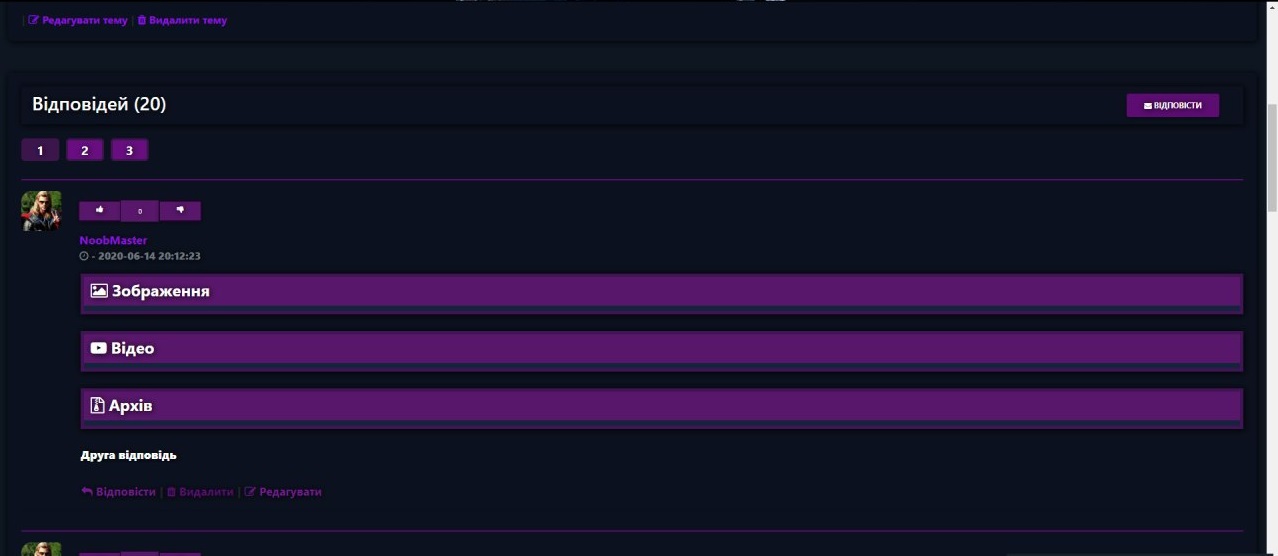 | Редагувати тему | Видалити тему
Відповідей (20)
ВІДПОВІСТИ
1 2 3
0
NoobMaster
- 2020-06-14 20:12:23
Зображення
Відео
Архів
Друга відповідь
Відповісти | Видалити | Редагувати